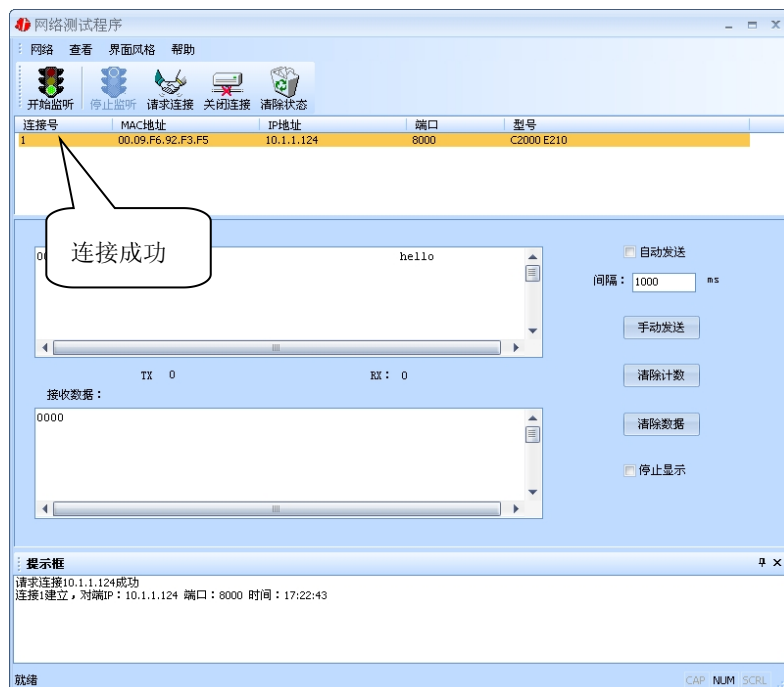 网络测试程序
网络 查看 界面风格 帮助
开始监听 停止监听 请求连接 关闭连接 清除状态
连接号 MAC地址 IP地址 端口 型号
1 00.09.F6.92.F3.F5 10.1.1.124 8000 C2000 E210
连接成功
hello
自动发送
间隔： 1000 ms
手动发送
TX 0 RX： 0
清除计数
接收数据：
0000
清除数据
停止显示
提示框
请求连接10.1.1.124成功
连接1建立，对端IP：10.1.1.124 端口：8000 时间：17:22:43
就绪 CAP NUM SCRL